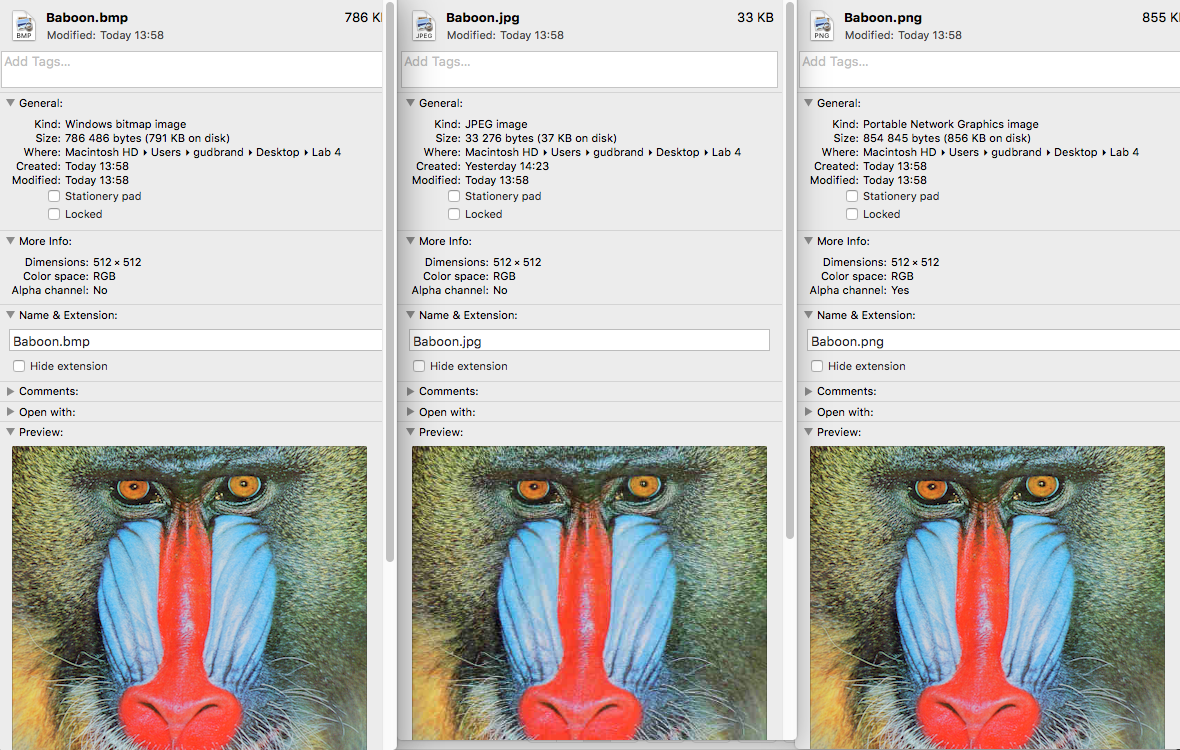 Baboon.bmp 786 K
BMP
Modified: Today 13:58
Add Tags...
General:
Kind: Windows bitmap image
Size: 786 486 bytes (791 KB on disk)
Where: Macintosh HD ▸ Users ▸ gudbrand ▸ Desktop ▸ Lab 4
Created: Today 13:58
Modified: Today 13:58
Stationery pad
Locked
More Info:
Dimensions: 512 × 512
Color space: RGB
Alpha channel: No
Name & Extension:
Baboon.bmp
Hide extension
Comments:
Open with:
Preview:
Baboon.jpg 33 KB
JPEG
Modified: Today 13:58
Add Tags...
General:
Kind: JPEG image
Size: 33 276 bytes (37 KB on disk)
Where: Macintosh HD ▸ Users ▸ gudbrand ▸ Desktop ▸ Lab 4
Created: Yesterday 14:23
Modified: Today 13:58
Stationery pad
Locked
More Info:
Dimensions: 512 × 512
Color space: RGB
Alpha channel: No
Name & Extension:
Baboon.jpg
Hide extension
Comments:
Open with:
Preview:
Baboon.png 855 K
PNG
Modified: Today 13:58
Add Tags...
General:
Kind: Portable Network Graphics image
Size: 854 845 bytes (856 KB on disk)
Where: Macintosh HD ▸ Users ▸ gudbrand ▸ Desktop ▸ Lab 4
Created: Today 13:58
Modified: Today 13:58
Stationery pad
Locked
More Info:
Dimensions: 512 × 512
Color space: RGB
Alpha channel: Yes
Name & Extension:
Baboon.png
Hide extension
Comments:
Open with:
Preview: